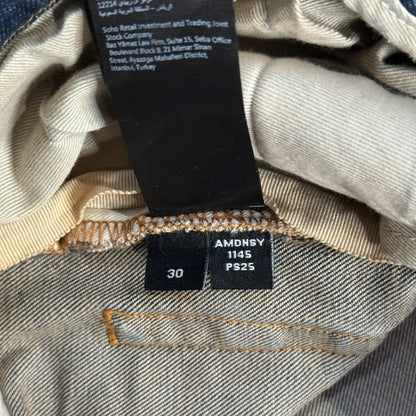 12214
Soho Retail Investment and Trading Joint
Stock Company
Bas Yilmaz Law Firm, Suite 15, Seba Office
Boulevard Block B, 21 Mimar Sinan
Street, Ayazaga Mahallesi District,
Istanbul, Turkey
30
AMDNSY
1145
PS25